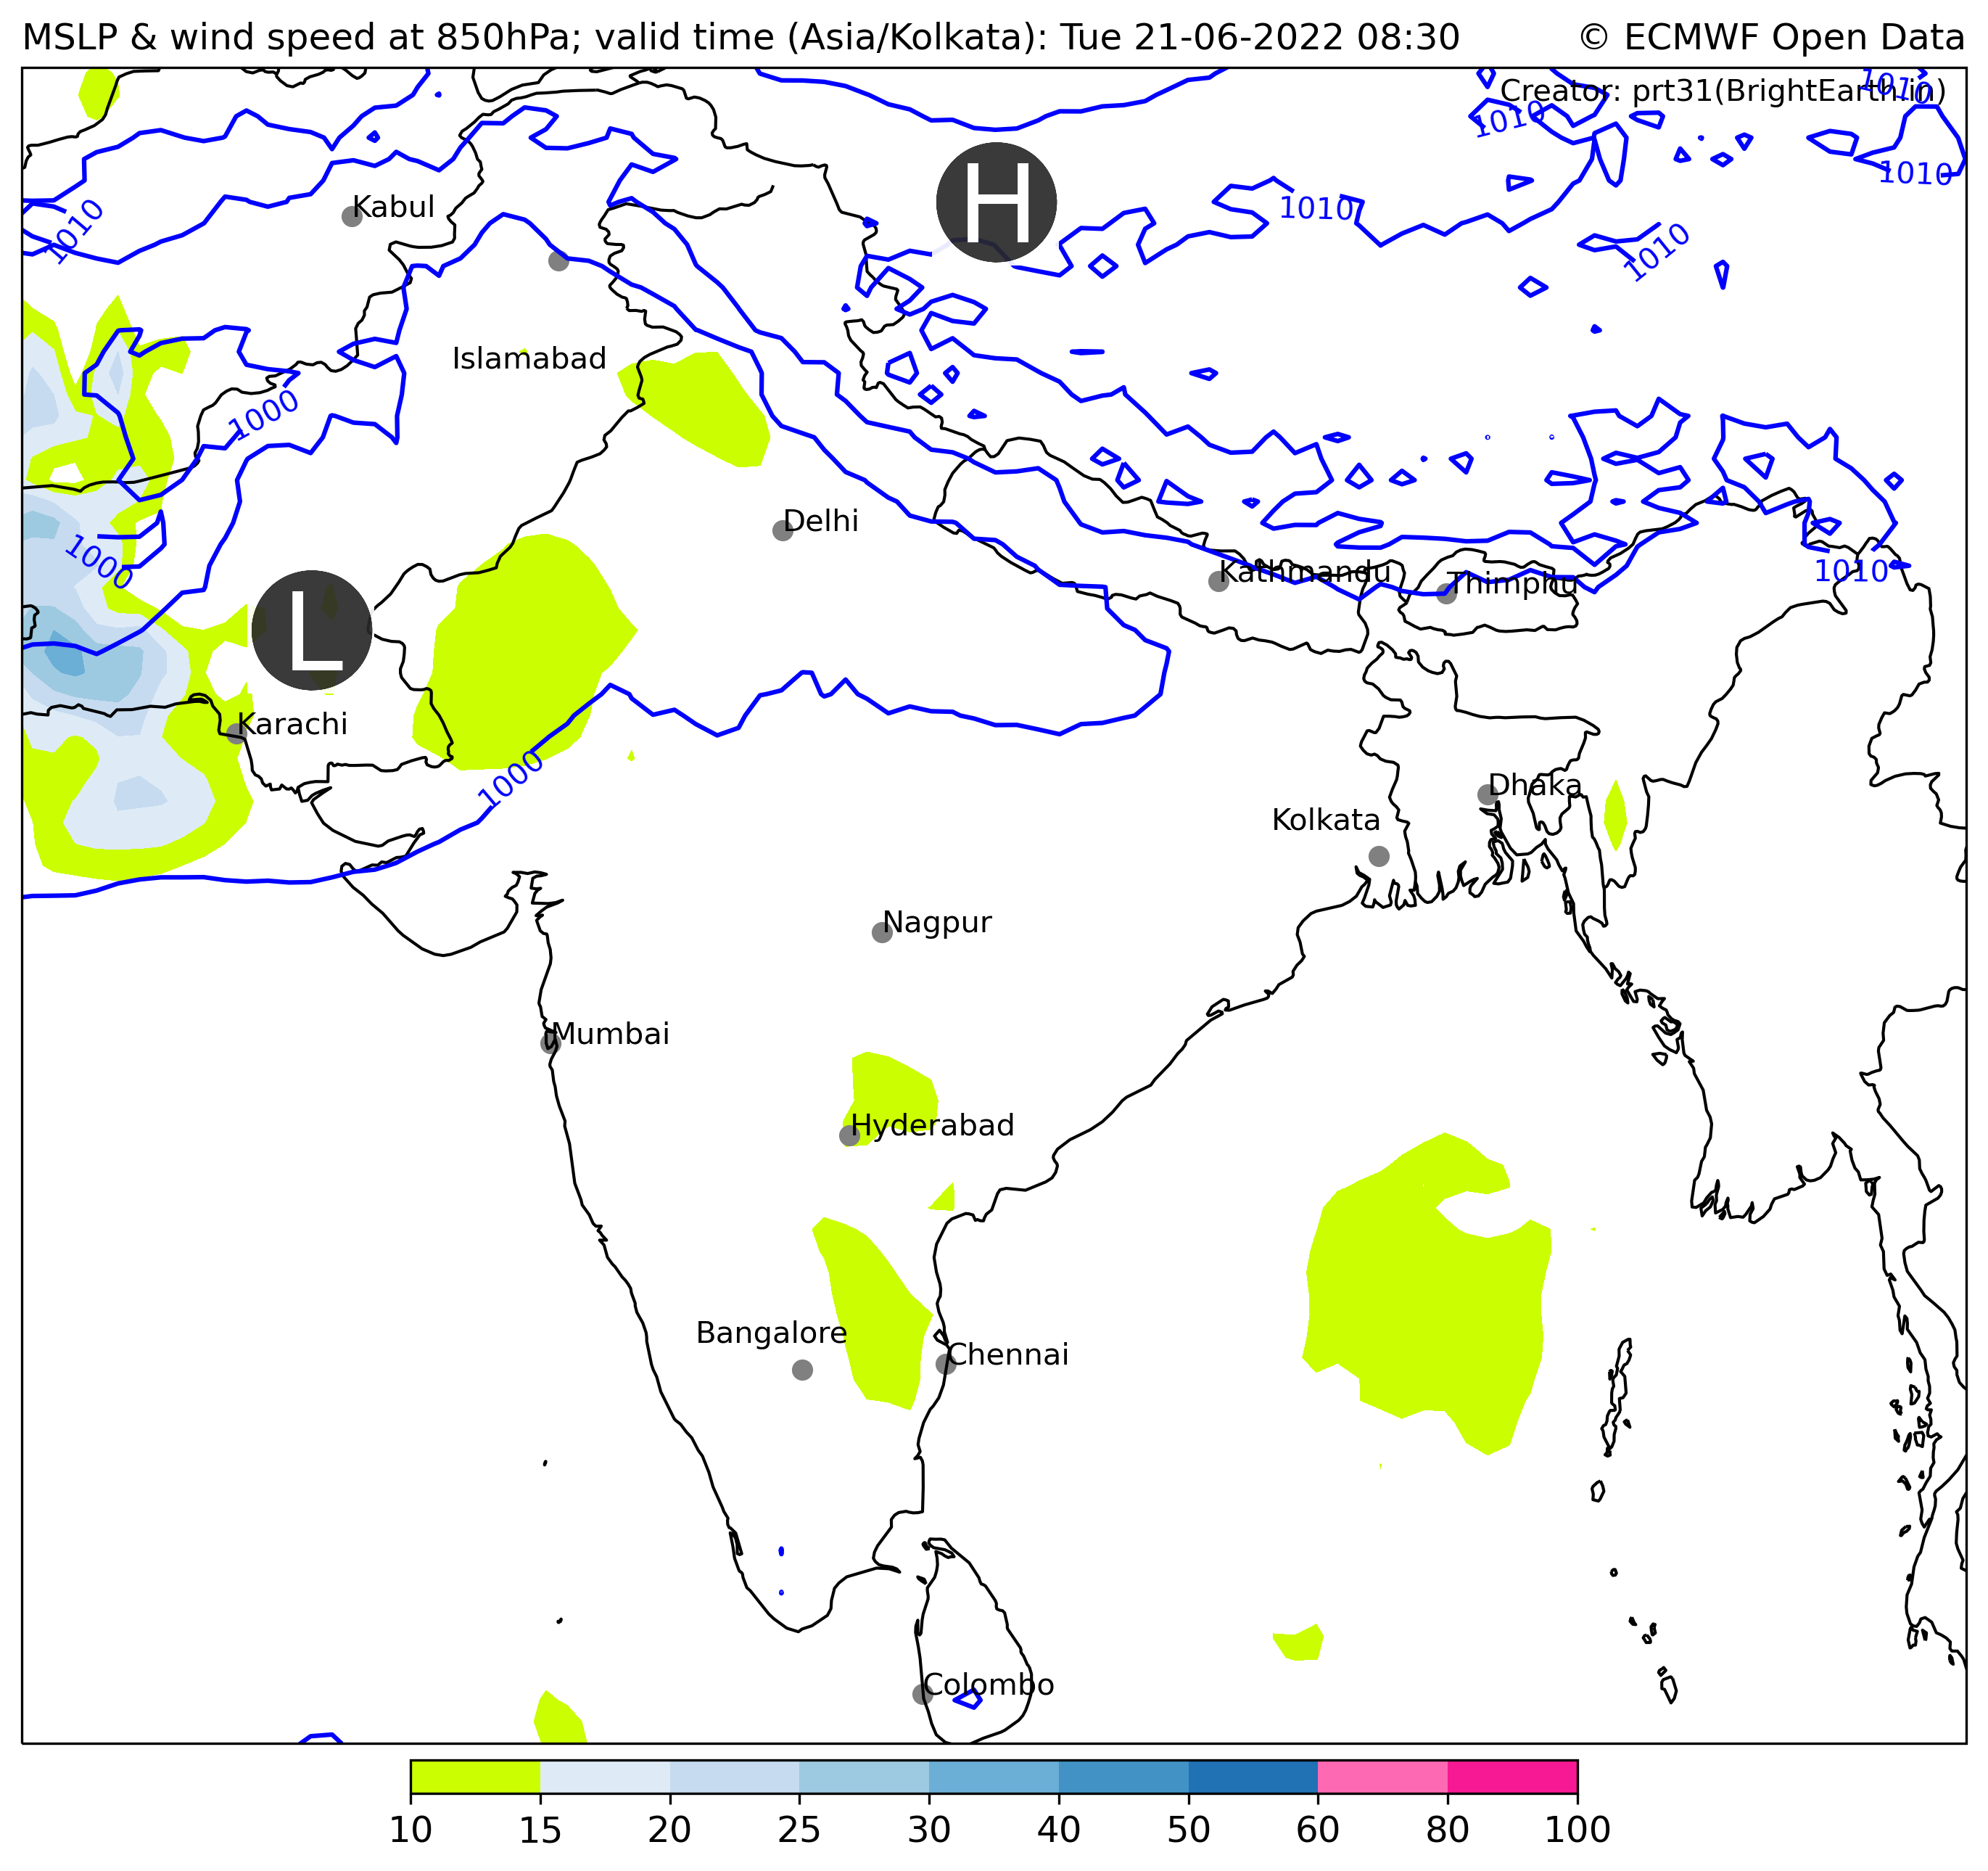 MSLP & wind speed at 850hPa; valid time (Asia/Kolkata): Tue 21-06-2022 08:30
© ECMWF Open Data
Creator: prt31(BrightEarth.in)
1010
1010
1010
H
Kabul
1010
1010
1010
Islamabad
1000
Delhi
1000
Kathmandu
Thimphu
1010
L
Karachi
1000
Dhaka
Kolkata
Nagpur
Mumbai
Hyderabad
Bangalore
Chennai
Colombo
10 15 20 25 30 40 50 60 80 100